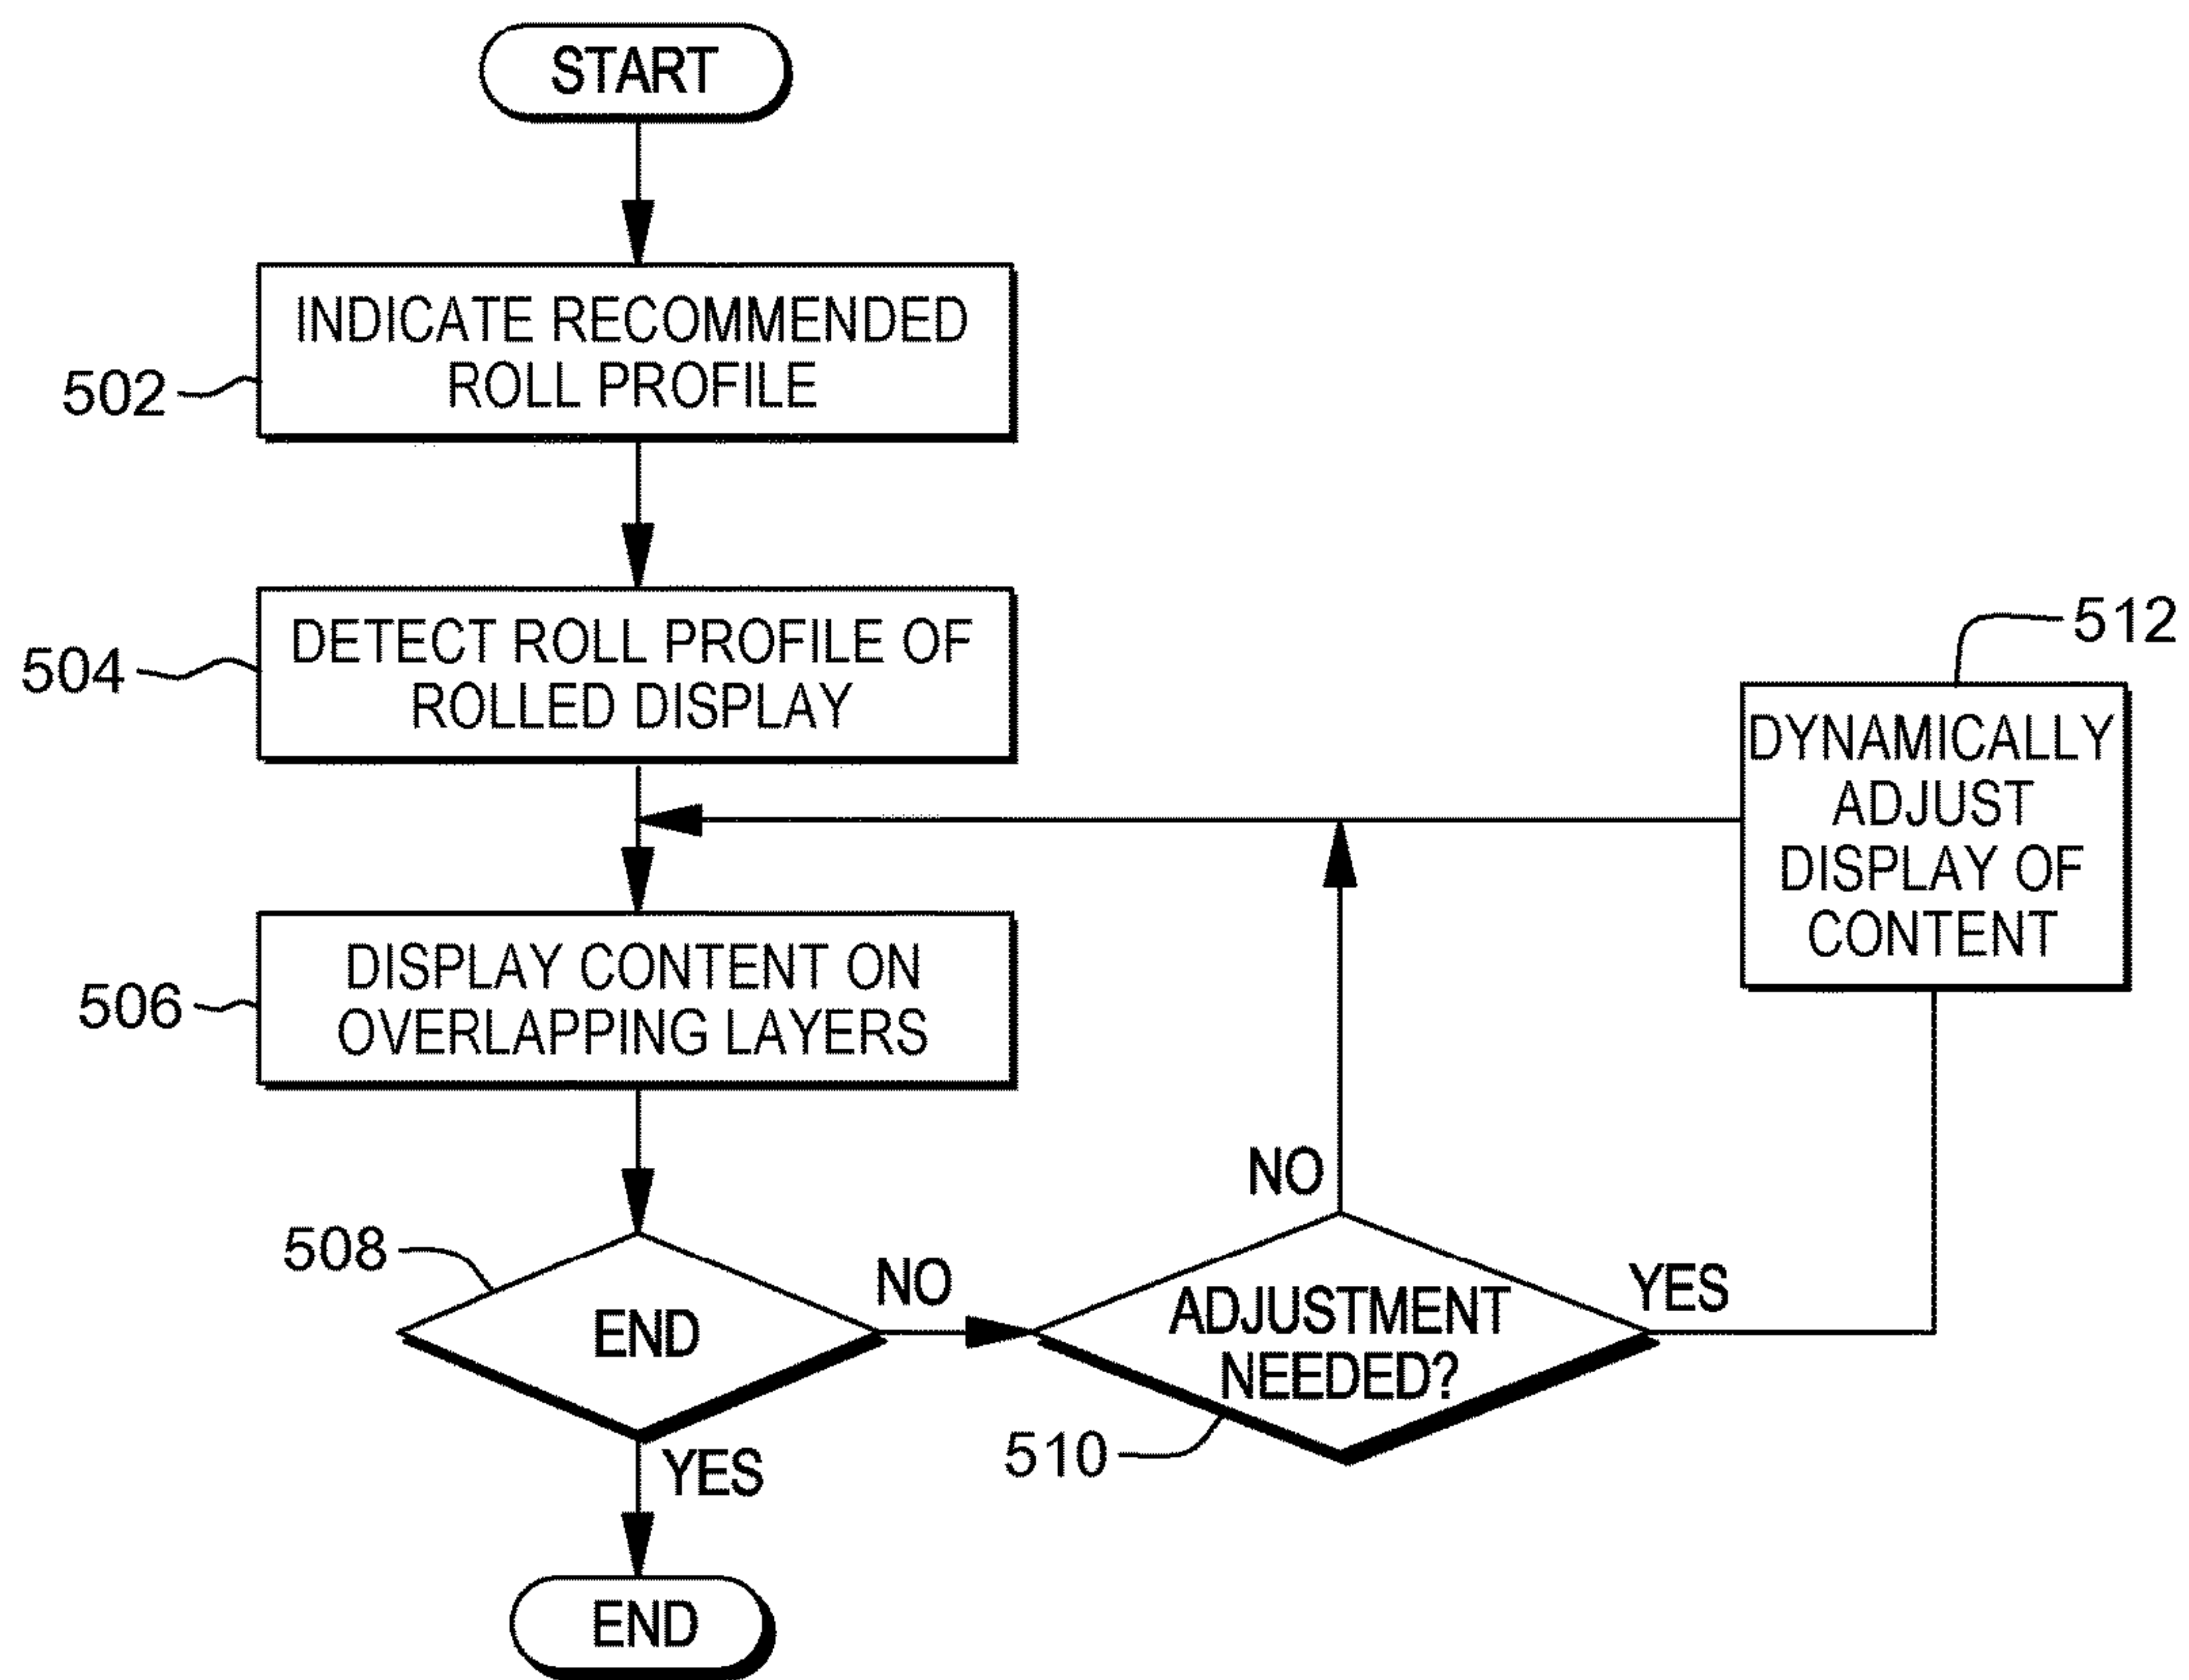 START
INDICATE RECOMMENDED
ROLL PROFILE
502
DETECT ROLL PROFILE OF
ROLLED DISPLAY
504
512
DYNAMICALLY
ADJUST
DISPLAY OF
CONTENT
DISPLAY CONTENT ON
OVERLAPPING LAYERS
506
508
END
NO
NO
ADJUSTMENT
NEEDED?
YES
510
YES
END